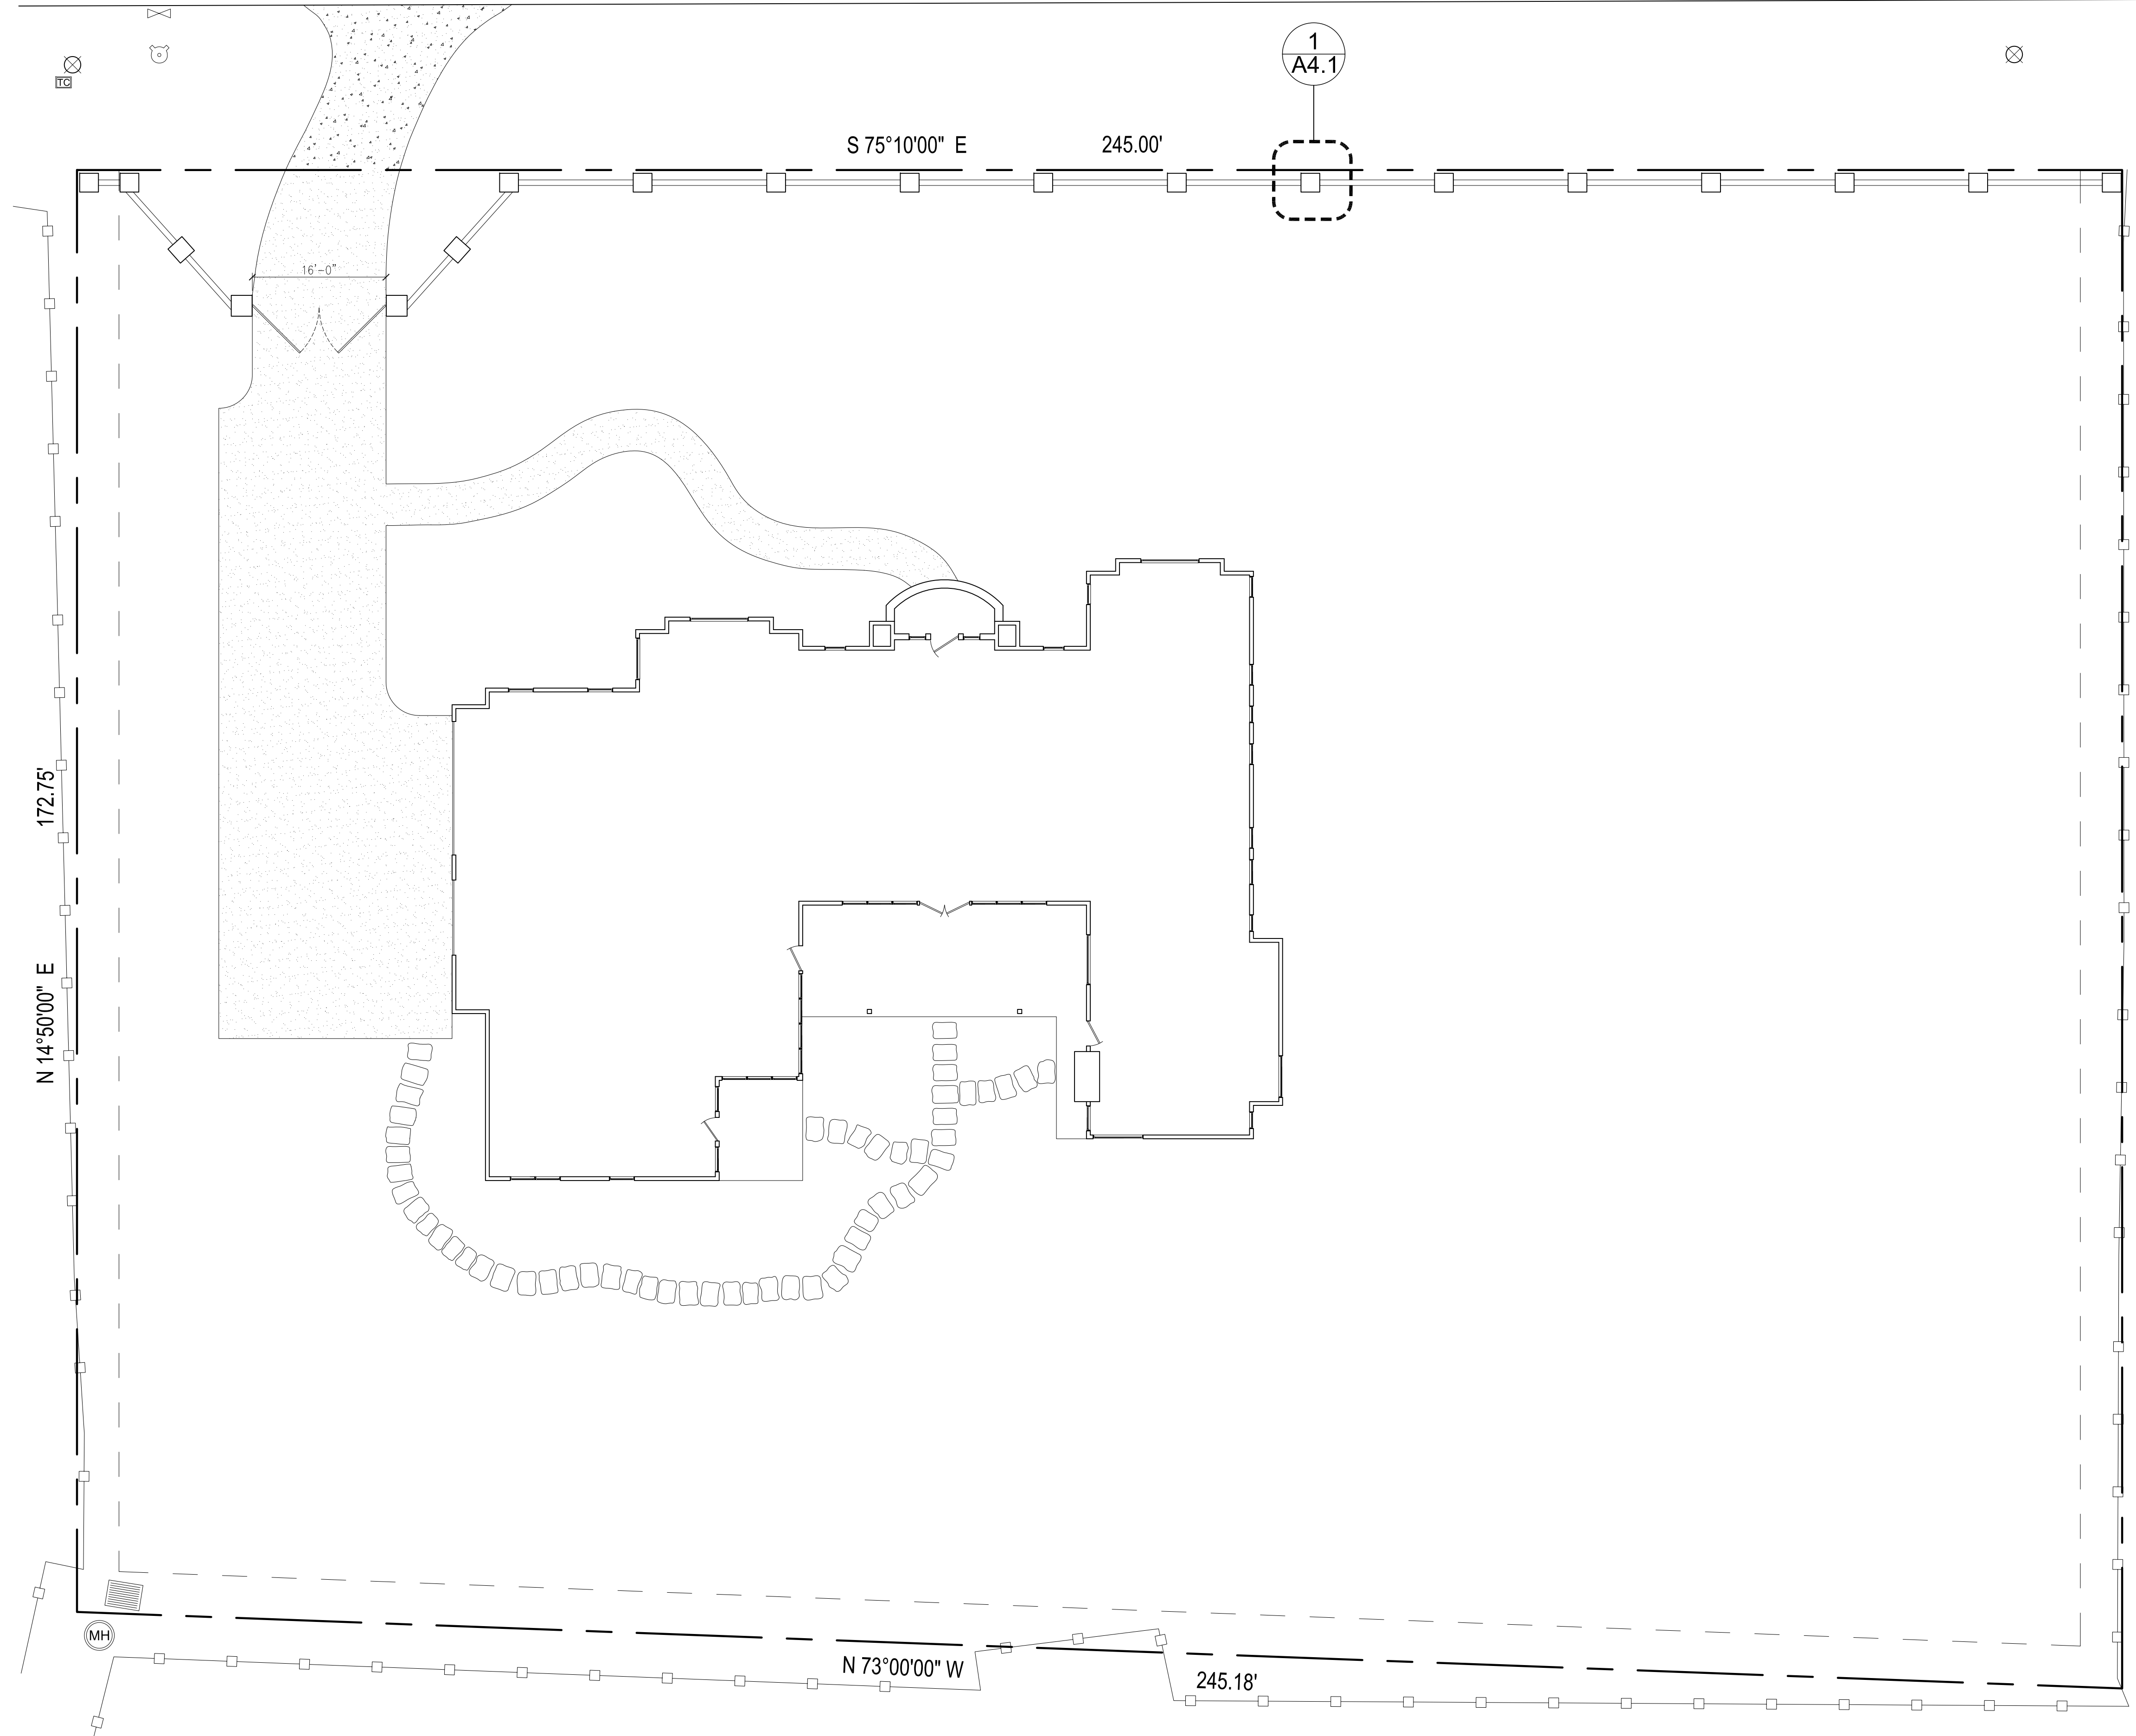 1
A4.1
TC
S 75°10'00" E 245.00'
16'-0"
172.75'
N 14°50'00" E
MH
N 73°00'00" W
245.18'